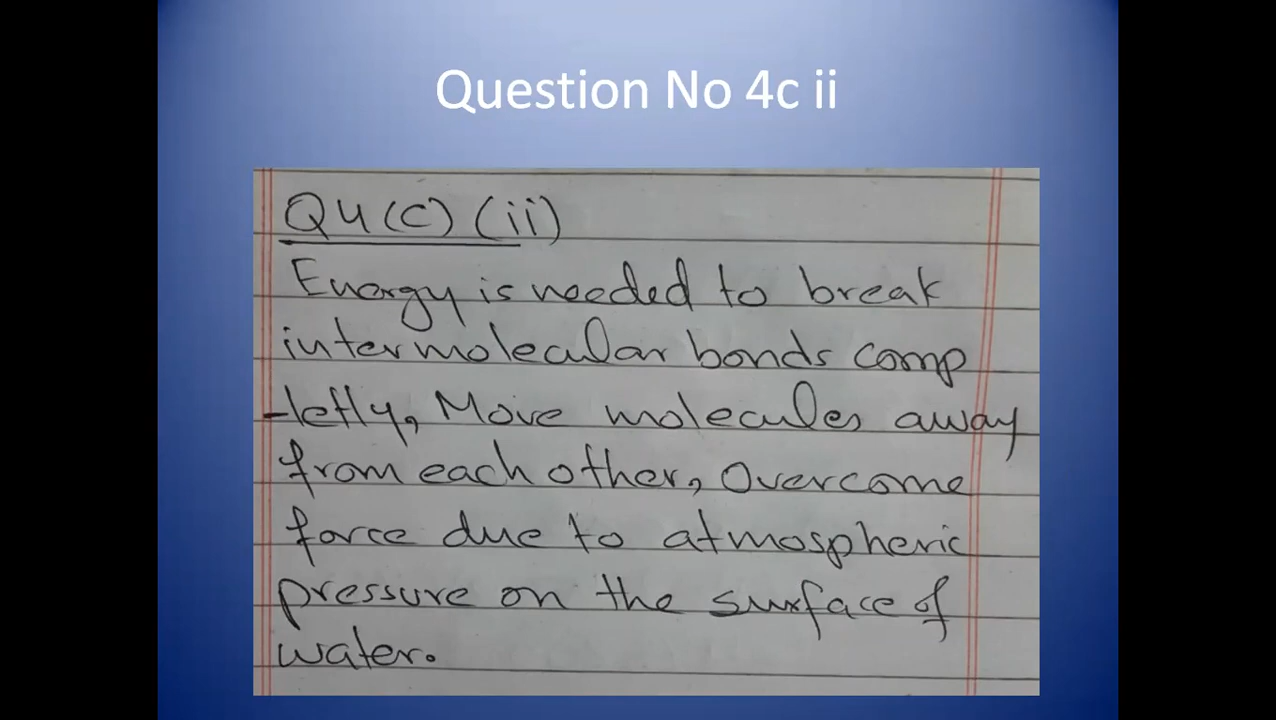 Question No 4c ii
Q4(C) (ii)
Energy is needed to break
intermolecular bonds comp
-letly, Move molecules away
from each other, Overcome
force due to atmospheric
pressure on the surface of
water.